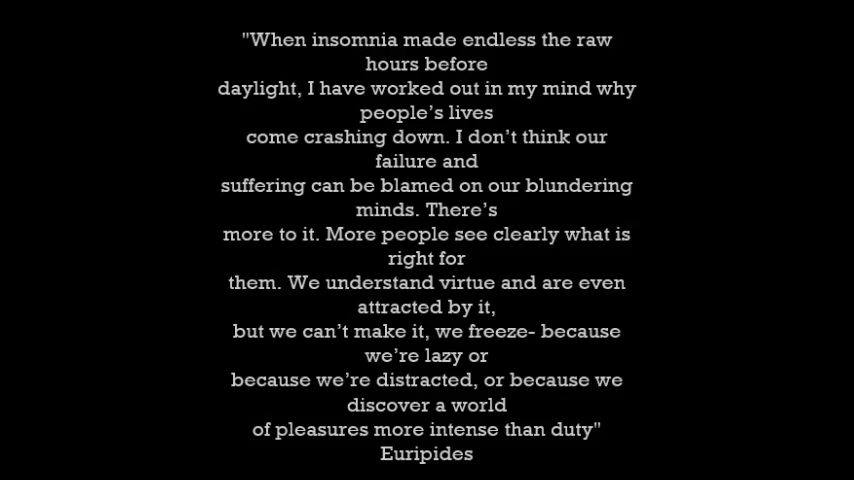 "When insomnia made endless the raw
hours before
daylight, I have worked out in my mind why
people’s lives
come crashing down. I don’t think our
failure and
suffering can be blamed on our blundering
minds. There’s
more to it. More people see clearly what is
right for
them. We understand virtue and are even
attracted by it,
but we can’t make it, we freeze- because
we’re lazy or
because we’re distracted, or because we
discover a world
of pleasures more intense than duty"
Euripides